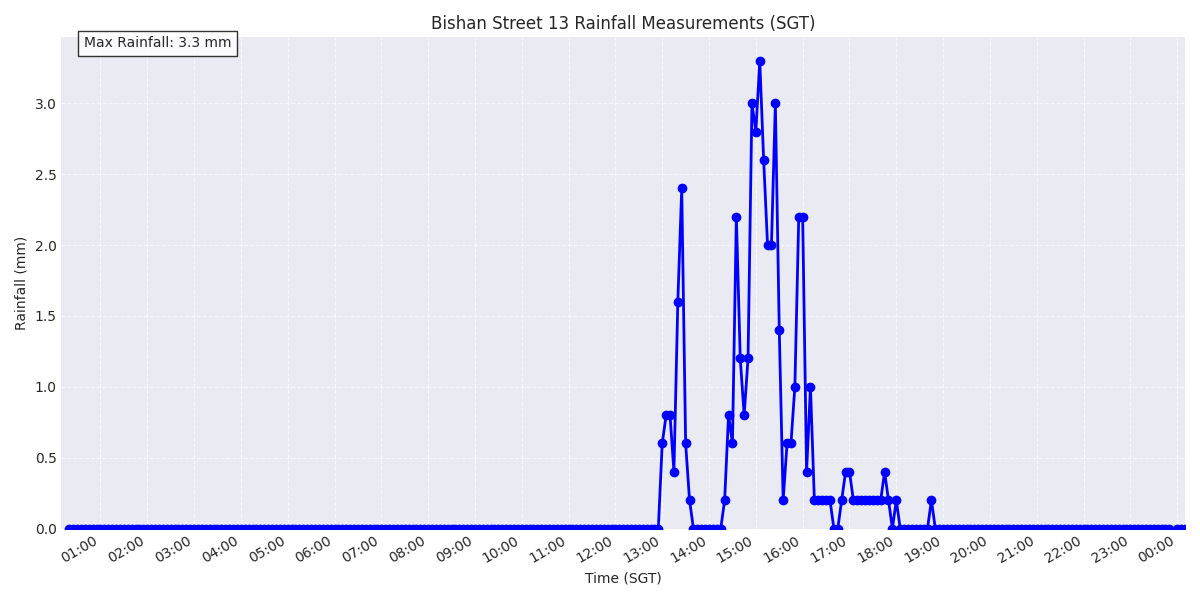 Bishan Street 13 Rainfall Measurements (SGT)
Max Rainfall: 3.3 mm
Rainfall (mm)
3.0
2.5
2.0
1.5
1.0
0.5
0.0
01:00 02:00 03:00 04:00 05:00 06:00 07:00 08:00 09:00 10:00 11:00 12:00 13:00 14:00 15:00 16:00 17:00 18:00 19:00 20:00 21:00 22:00 23:00 00:00
Time (SGT)